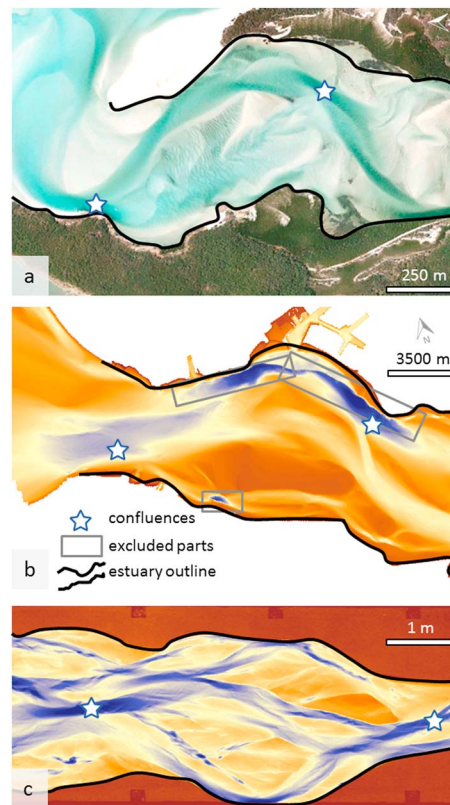 a
250 m
N
3500 m
confluences
excluded parts
estuary outline
b
1 m
c